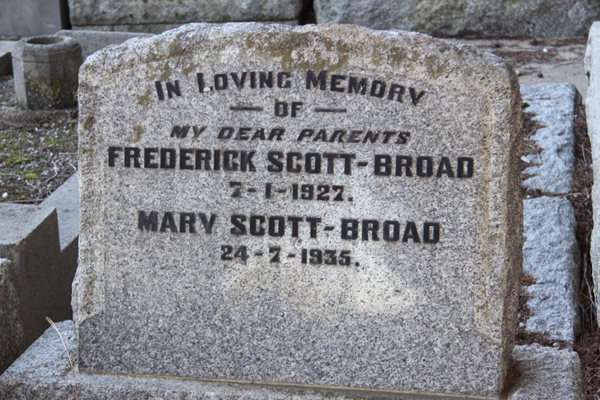 IN LOVING MEMORY
— OF —
MY DEAR PARENTS
FREDERICK SCOTT-BROAD
7-1-1927.
MARY SCOTT-BROAD
24-7-1935.